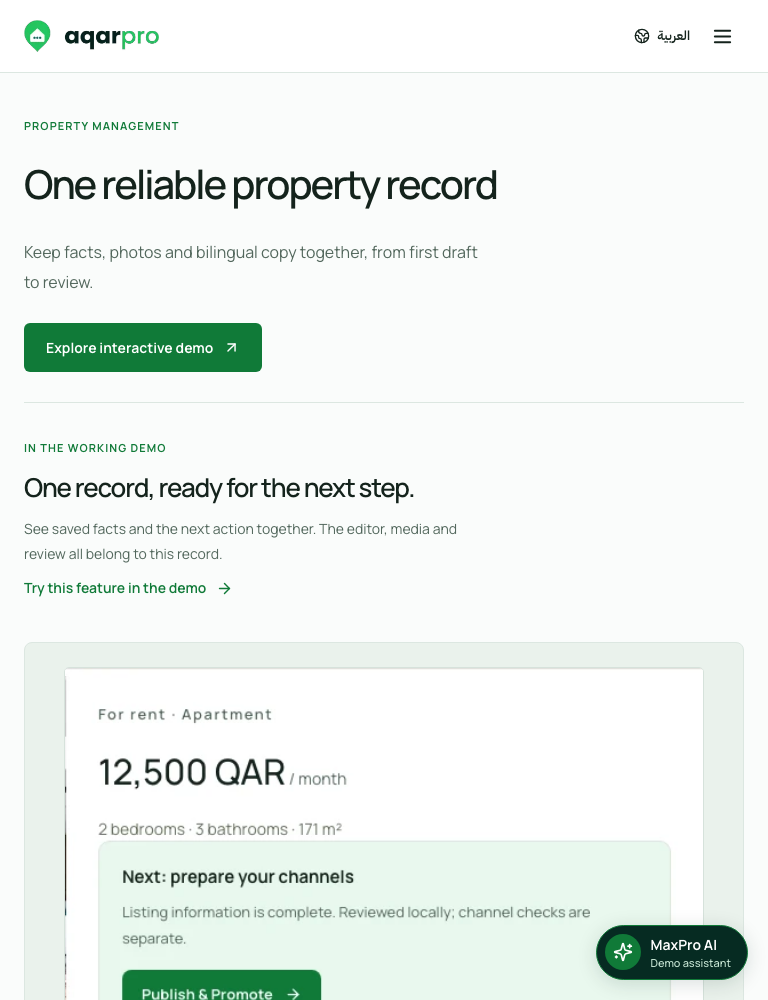 aqarpro
العربية
PROPERTY MANAGEMENT
One reliable property record
Keep facts, photos and bilingual copy together, from first draft
to review.
Explore interactive demo
IN THE WORKING DEMO
One record, ready for the next step.
See saved facts and the next action together. The editor, media and
review all belong to this record.
Try this feature in the demo
For rent · Apartment
12,500 QAR / month
2 bedrooms · 3 bathrooms · 171 m²
Next: prepare your channels
Listing information is complete. Reviewed locally; channel checks are
separate.
Publish & Promote
MaxPro AI
Demo assistant